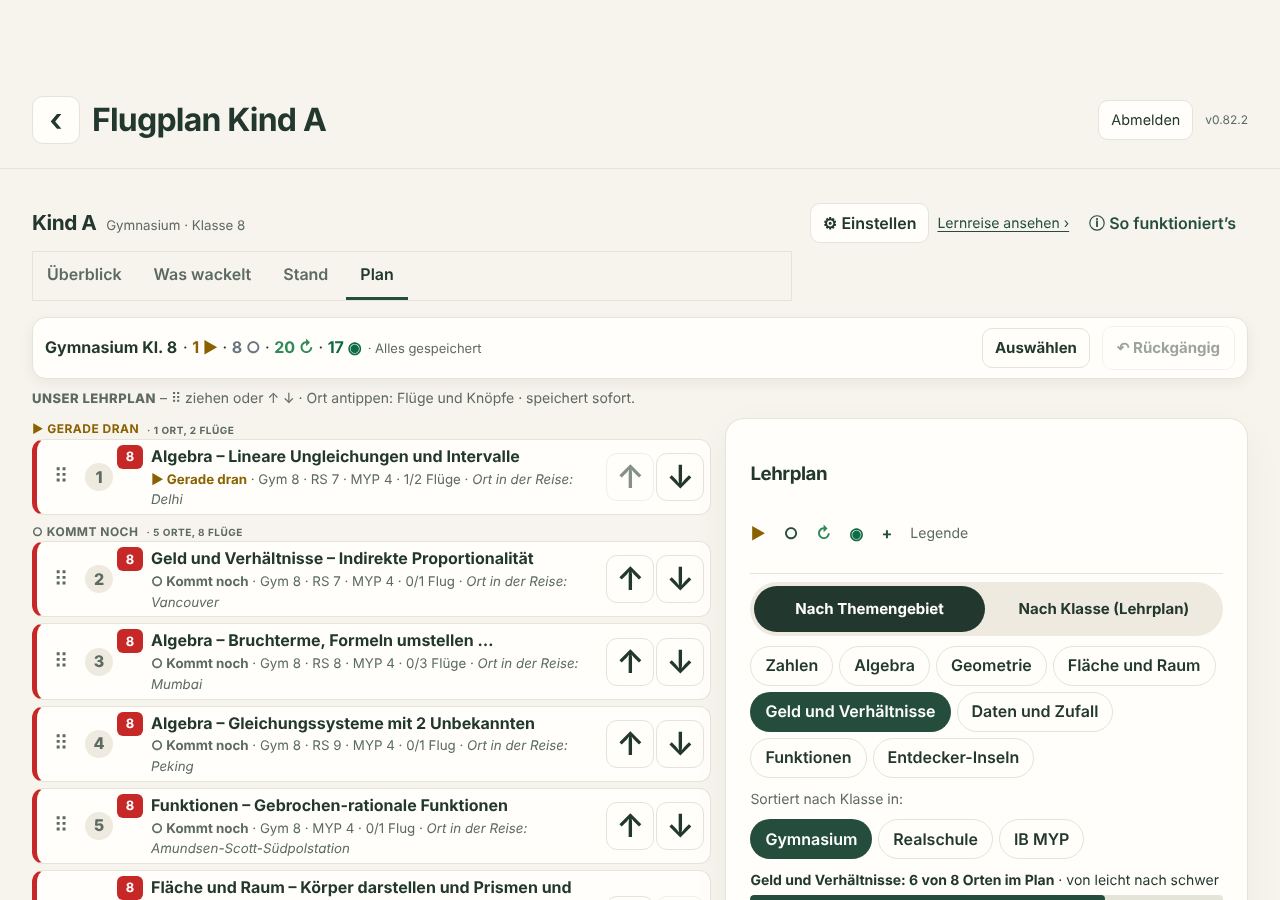 ‹ Flugplan Kind A
Abmelden v0.82.2
Kind A Gymnasium · Klasse 8
⚙ Einstellen Lernreise ansehen › ⓘ So funktioniert's
Überblick Was wackelt Stand Plan
Gymnasium Kl. 8 · 1 ▶ · 8 ○ · 20 ↻ · 17 ◉ · Alles gespeichert
Auswählen ↶ Rückgängig
UNSER LEHRPLAN – ⠿ ziehen oder ↑ ↓ · Ort antippen: Flüge und Knöpfe · speichert sofort.
▶ GERADE DRAN · 1 ORT, 2 FLÜGE
⠿ 1 8 Algebra – Lineare Ungleichungen und Intervalle ↑ ↓
▶ Gerade dran · Gym 8 · RS 7 · MYP 4 · 1/2 Flüge · Ort in der Reise:
Delhi
○ KOMMT NOCH · 5 ORTE, 8 FLÜGE
⠿ 2 8 Geld und Verhältnisse – Indirekte Proportionalität ↑ ↓
○ Kommt noch · Gym 8 · RS 7 · MYP 4 · 0/1 Flug · Ort in der Reise:
Vancouver
⠿ 3 8 Algebra – Bruchterme, Formeln umstellen … ↑ ↓
○ Kommt noch · Gym 8 · RS 8 · MYP 4 · 0/3 Flüge · Ort in der Reise:
Mumbai
⠿ 4 8 Algebra – Gleichungssysteme mit 2 Unbekannten ↑ ↓
○ Kommt noch · Gym 8 · RS 9 · MYP 4 · 0/1 Flug · Ort in der Reise:
Peking
⠿ 5 8 Funktionen – Gebrochen-rationale Funktionen ↑ ↓
○ Kommt noch · Gym 8 · MYP 4 · 0/1 Flug · Ort in der Reise:
Amundsen-Scott-Südpolstation
8 Fläche und Raum – Körper darstellen und Prismen und
Lehrplan
▶ ○ ↻ ◉ + Legende
Nach Themengebiet Nach Klasse (Lehrplan)
Zahlen Algebra Geometrie Fläche und Raum
Geld und Verhältnisse Daten und Zufall
Funktionen Entdecker-Inseln
Sortiert nach Klasse in:
Gymnasium Realschule IB MYP
Geld und Verhältnisse: 6 von 8 Orten im Plan · von leicht nach schwer